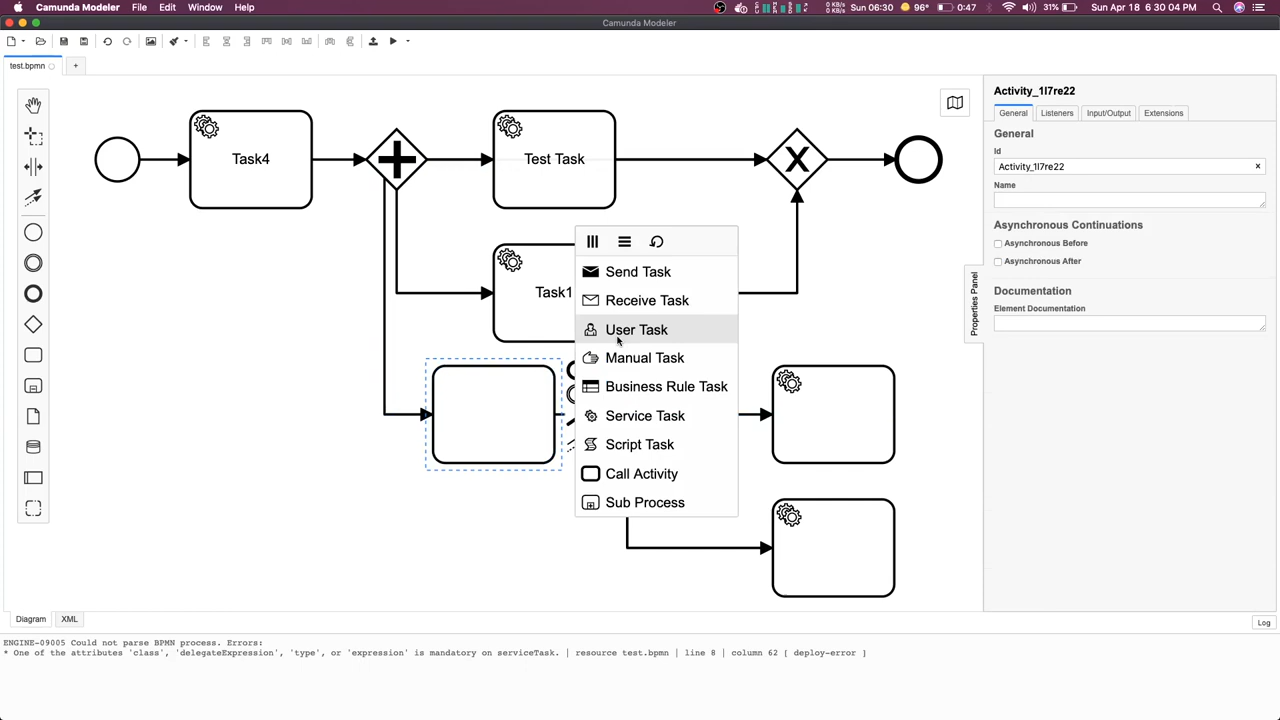 Camunda Modeler File Edit Window Help 0 KB/s 0 KB/s Sun 06:30 96° 0:47 31% Sun Apr 18 6:30:04 PM
Camunda Modeler
test.bpmn
+
Task4
Test Task
Task1
Send Task
Receive Task
User Task
Manual Task
Business Rule Task
Service Task
Script Task
Call Activity
Sub Process
Properties Panel
Activity_1l7re22
General Listeners Input/Output Extensions
General
Id
Activity_1l7re22 ×
Name
Asynchronous Continuations
Asynchronous Before
Asynchronous After
Documentation
Element Documentation
Diagram XML
Log
ENGINE-09005 Could not parse BPMN process. Errors:
* One of the attributes 'class', 'delegateExpression', 'type', or 'expression' is mandatory on serviceTask. | resource test.bpmn | line 8 | column 62 [ deploy-error ]